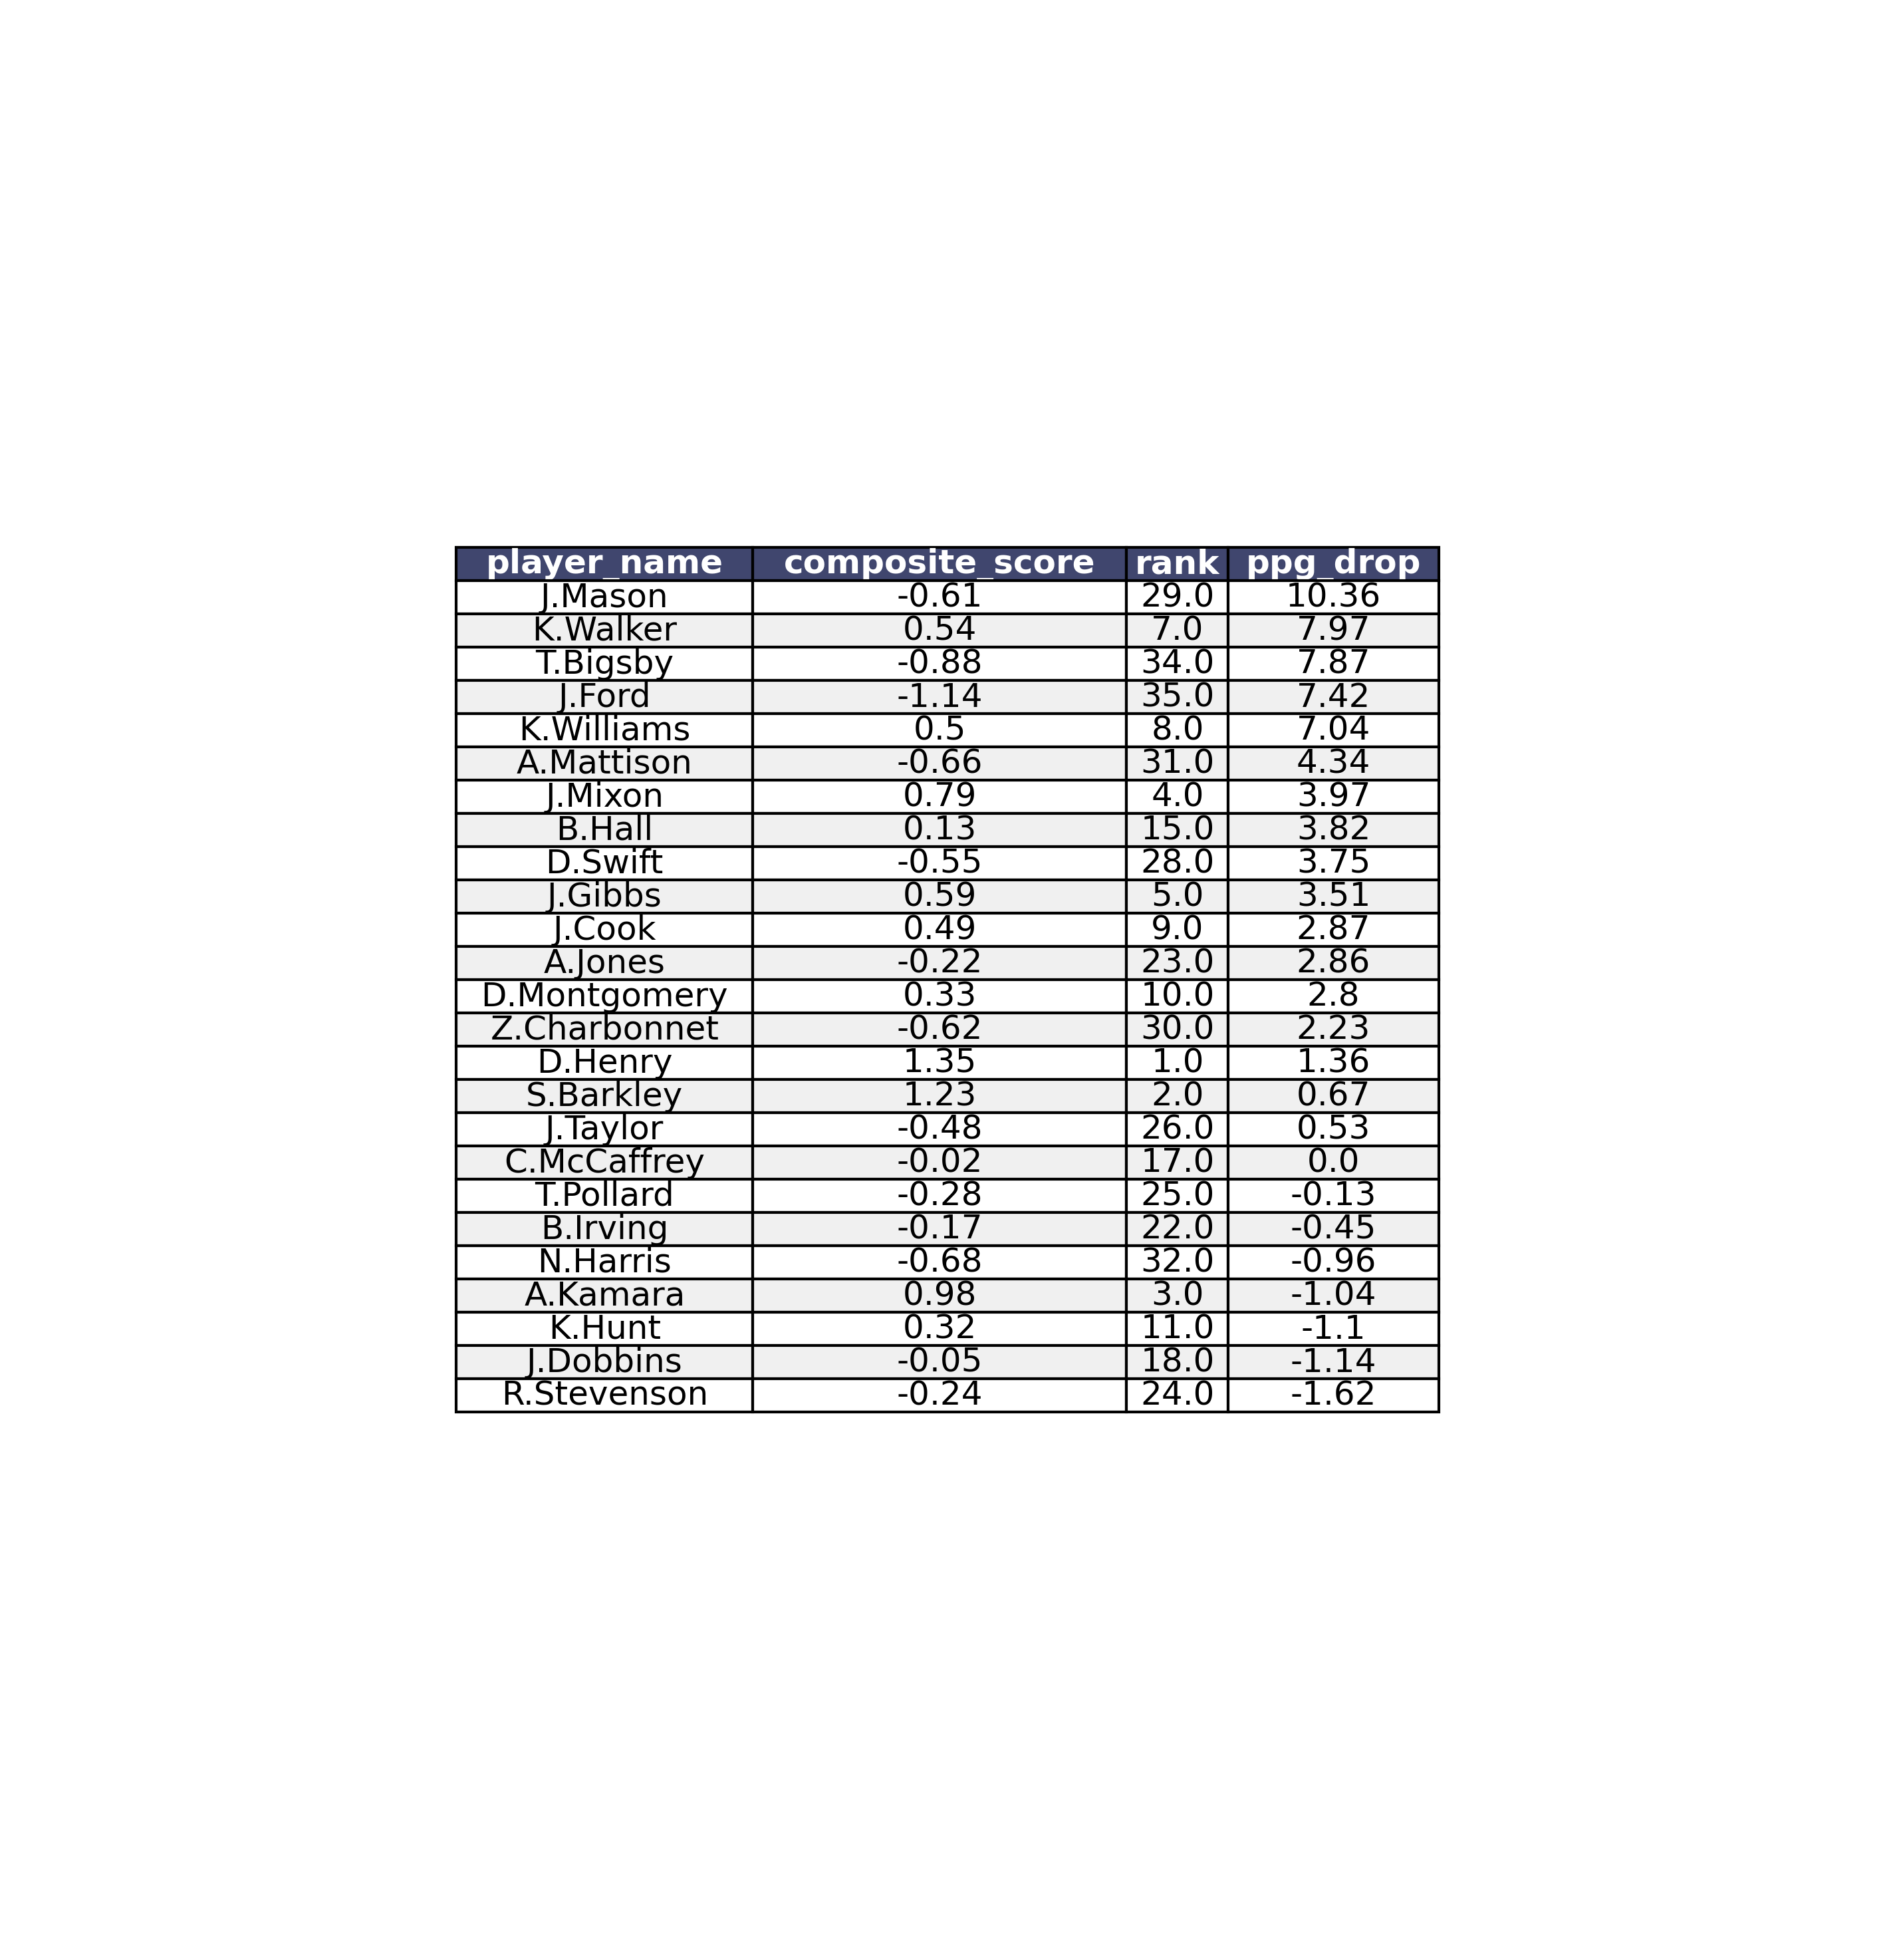 player_name composite_score rank ppg_drop
J.Mason -0.61 29.0 10.36
K.Walker 0.54 7.0 7.97
T.Bigsby -0.88 34.0 7.87
J.Ford -1.14 35.0 7.42
K.Williams 0.5 8.0 7.04
A.Mattison -0.66 31.0 4.34
J.Mixon 0.79 4.0 3.97
B.Hall 0.13 15.0 3.82
D.Swift -0.55 28.0 3.75
J.Gibbs 0.59 5.0 3.51
J.Cook 0.49 9.0 2.87
A.Jones -0.22 23.0 2.86
D.Montgomery 0.33 10.0 2.8
Z.Charbonnet -0.62 30.0 2.23
D.Henry 1.35 1.0 1.36
S.Barkley 1.23 2.0 0.67
J.Taylor -0.48 26.0 0.53
C.McCaffrey -0.02 17.0 0.0
T.Pollard -0.28 25.0 -0.13
B.Irving -0.17 22.0 -0.45
N.Harris -0.68 32.0 -0.96
A.Kamara 0.98 3.0 -1.04
K.Hunt 0.32 11.0 -1.1
J.Dobbins -0.05 18.0 -1.14
R.Stevenson -0.24 24.0 -1.62